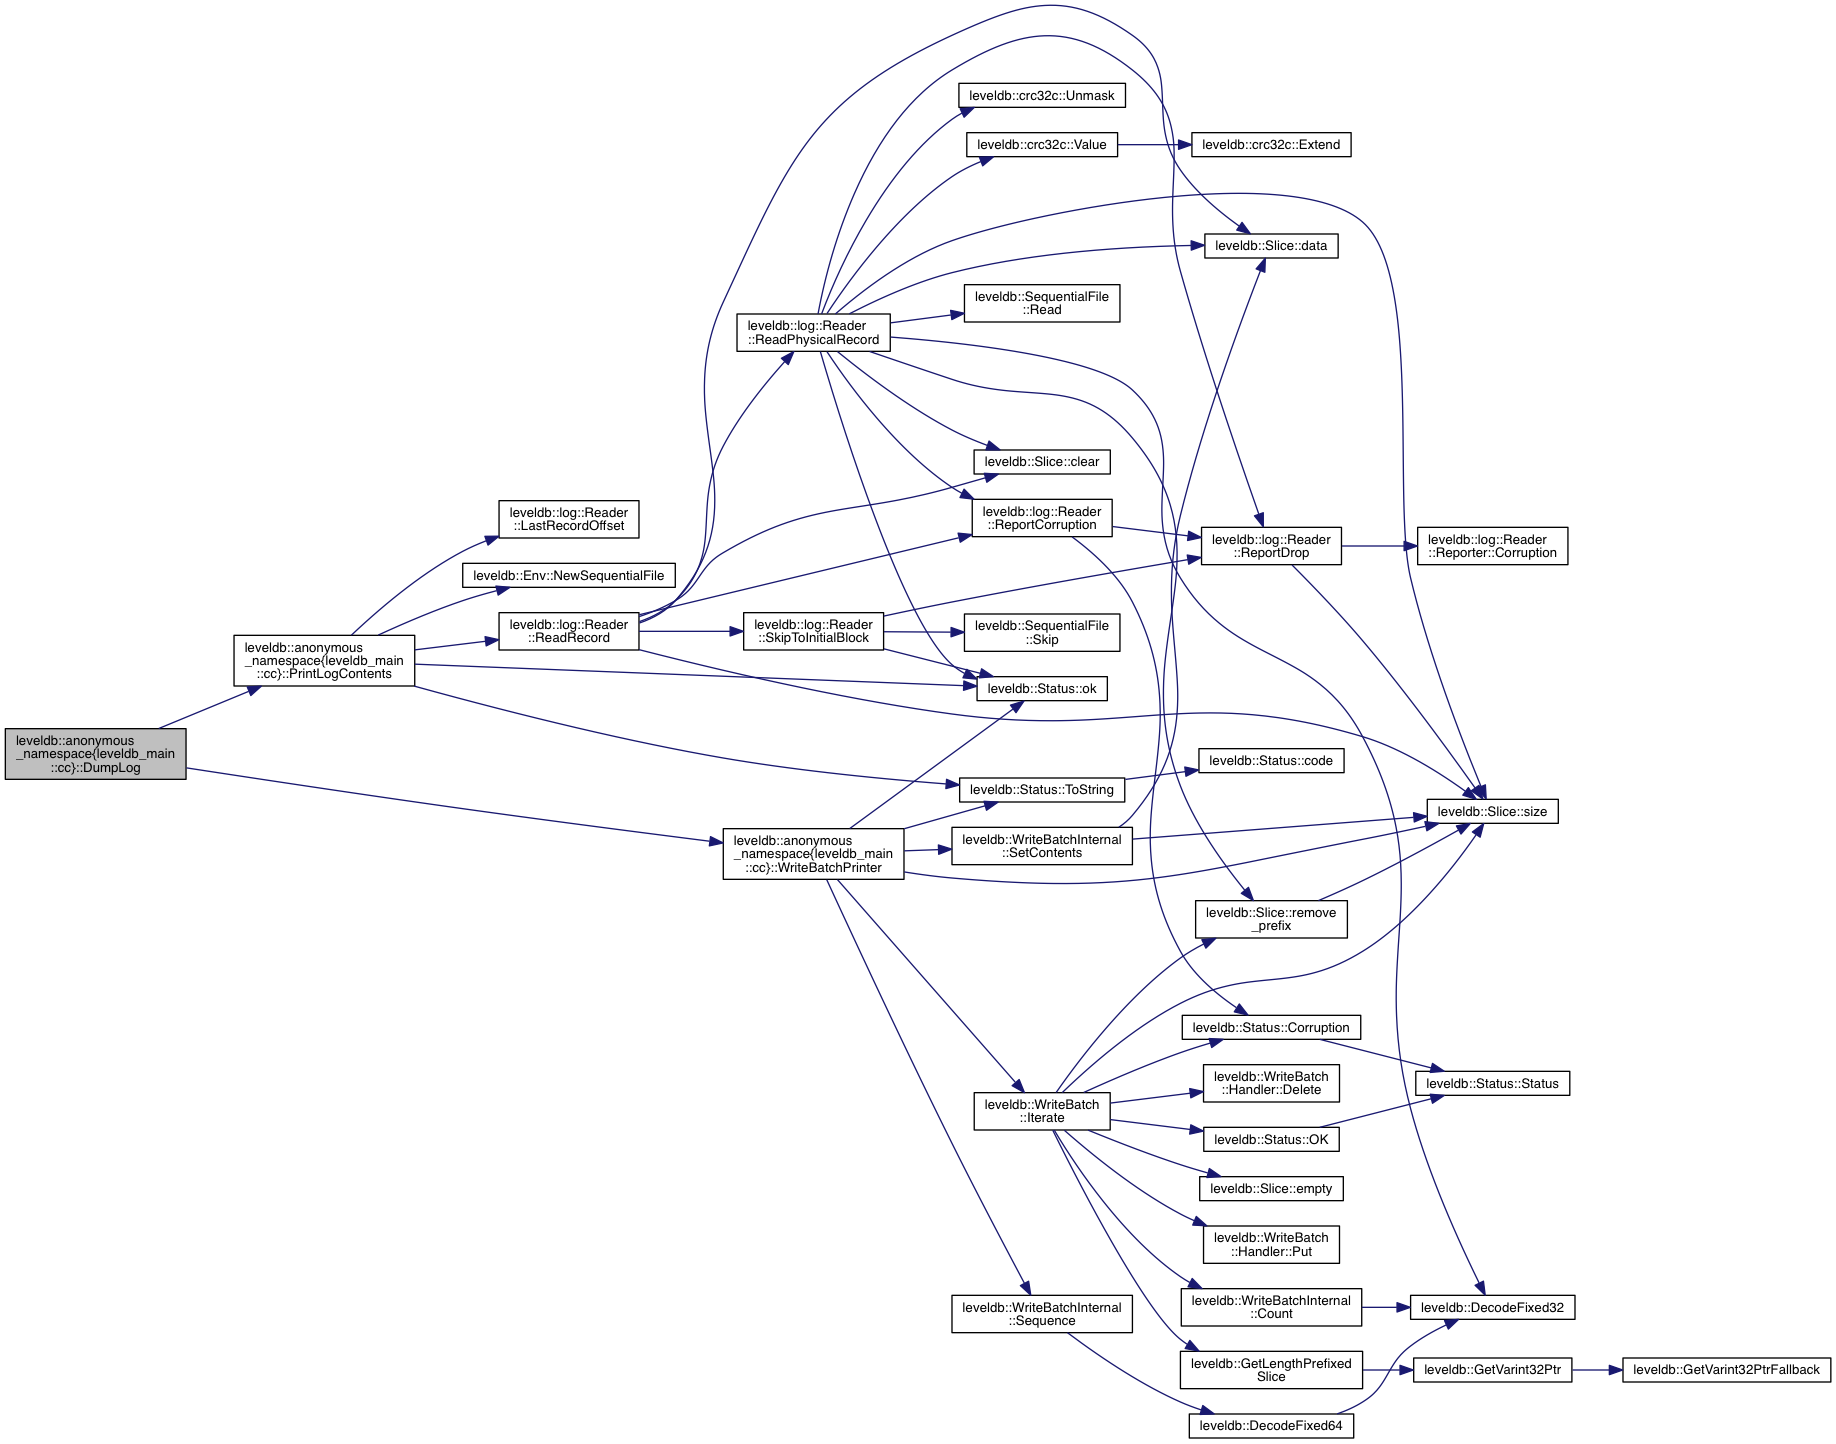 leveldb::anonymous
_namespace{leveldb_main
::cc}::DumpLog
leveldb::anonymous
_namespace{leveldb_main
::cc}::PrintLogContents
leveldb::log::Reader
::LastRecordOffset
leveldb::Env::NewSequentialFile
leveldb::log::Reader
::ReadRecord
leveldb::log::Reader
::ReadPhysicalRecord
leveldb::log::Reader
::SkipToInitialBlock
leveldb::anonymous
_namespace{leveldb_main
::cc}::WriteBatchPrinter
leveldb::crc32c::Unmask
leveldb::crc32c::Value
leveldb::SequentialFile
::Read
leveldb::Slice::clear
leveldb::log::Reader
::ReportCorruption
leveldb::SequentialFile
::Skip
leveldb::Status::ok
leveldb::Status::ToString
leveldb::WriteBatchInternal
::SetContents
leveldb::WriteBatch
::Iterate
leveldb::WriteBatchInternal
::Sequence
leveldb::crc32c::Extend
leveldb::Slice::data
leveldb::log::Reader
::ReportDrop
leveldb::Status::code
leveldb::Slice::remove
_prefix
leveldb::Status::Corruption
leveldb::WriteBatch
::Handler::Delete
leveldb::Status::OK
leveldb::Slice::empty
leveldb::WriteBatch
::Handler::Put
leveldb::WriteBatchInternal
::Count
leveldb::GetLengthPrefixed
Slice
leveldb::DecodeFixed64
leveldb::log::Reader
::Reporter::Corruption
leveldb::Slice::size
leveldb::Status::Status
leveldb::DecodeFixed32
leveldb::GetVarint32Ptr
leveldb::GetVarint32PtrFallback